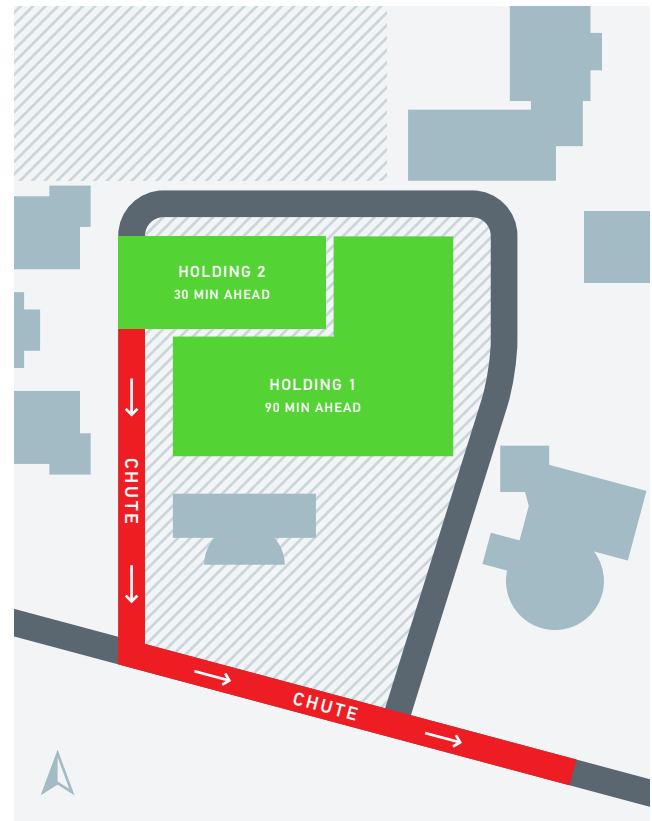 HOLDING 2
30 MIN AHEAD
HOLDING 1
90 MIN AHEAD
CHUTE
CHUTE